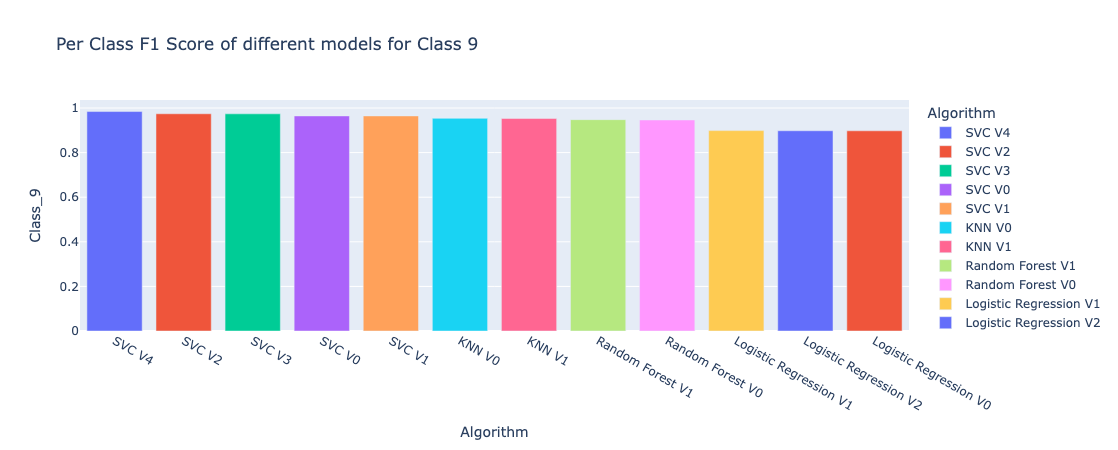 Per Class F1 Score of different models for Class 9
Class_9
1
0.8
0.6
0.4
0.2
0
SVC V4
SVC V2
SVC V3
SVC V0
SVC V1
KNN V0
KNN V1
Random Forest V1
Random Forest V0
Logistic Regression V1
Logistic Regression V2
Logistic Regression V0
Algorithm
Algorithm
SVC V4
SVC V2
SVC V3
SVC V0
SVC V1
KNN V0
KNN V1
Random Forest V1
Random Forest V0
Logistic Regression V1
Logistic Regression V2